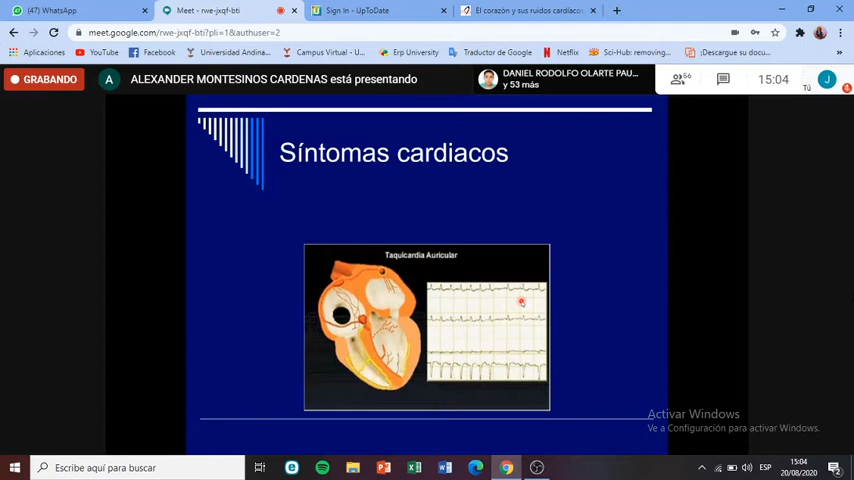 (47) WhatsApp
Meet - rwe-jxqf-bti
Sign In - UpToDate
El corazón y sus ruidos cardíacos
meet.google.com/rwe-jxqf-bti?pli=1&authuser=2
Aplicaciones
YouTube
Facebook
Universidad Andina...
Campus Virtual - U...
Erp University
Traductor de Google
Netflix
Sci-Hub: removing...
¡Descargue su docu...
GRABANDO
A
ALEXANDER MONTESINOS CARDENAS está presentando
DANIEL RODOLFO OLARTE PAU...
y 53 más
56
15:04
Tú
J
Síntomas cardiacos
Taquicardia Auricular
Activar Windows
Ve a Configuración para activar Windows.
Escribe aquí para buscar
ESP
15:04
20/08/2020
2